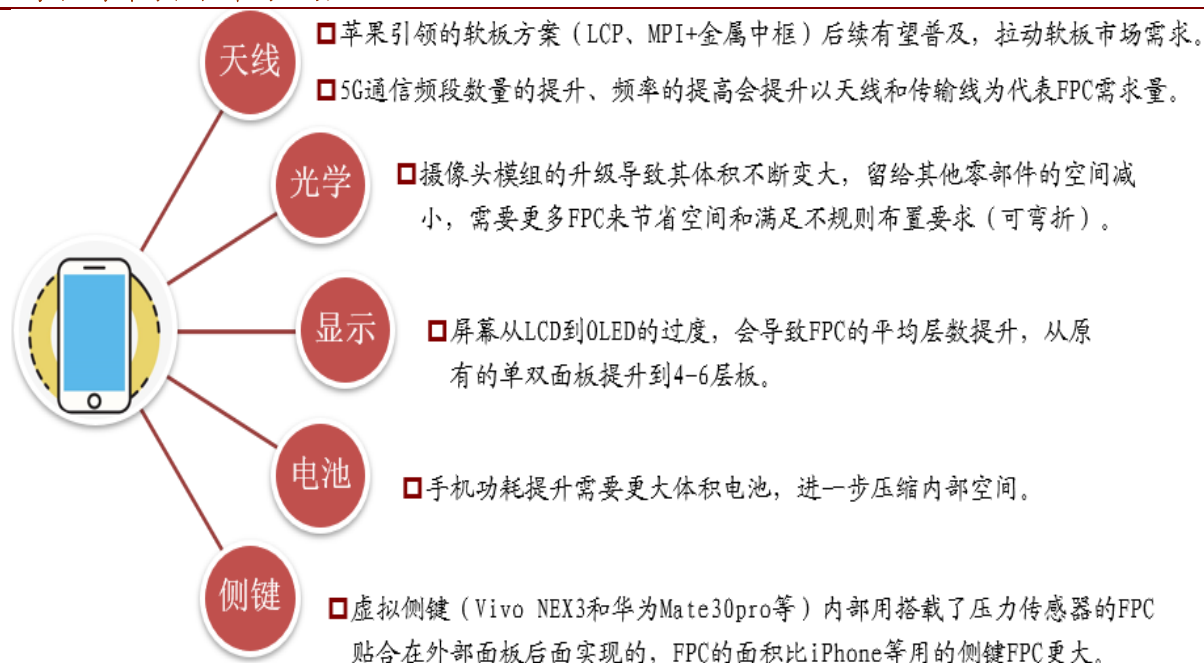 天线
□苹果引领的软板方案（LCP、MPI+金属中框）后续有望普及，拉动软板市场需求。
□5G通信频段数量的提升、频率的提高会提升以天线和传输线为代表FPC需求量。
光学
□摄像头模组的升级导致其体积不断变大，留给其他零部件的空间减
小，需要更多FPC来节省空间和满足不规则布置要求（可弯折）。
显示
□屏幕从LCD到OLED的过度，会导致FPC的平均层数提升，从原
有的单双面板提升到4-6层板。
电池
□手机功耗提升需要更大体积电池，进一步压缩内部空间。
侧键
□虚拟侧键（Vivo NEX3和华为Mate30pro等）内部用搭载了压力传感器的FPC
贴合在外部面板后面实现的，FPC的面积比iPhone等用的侧键FPC更大。